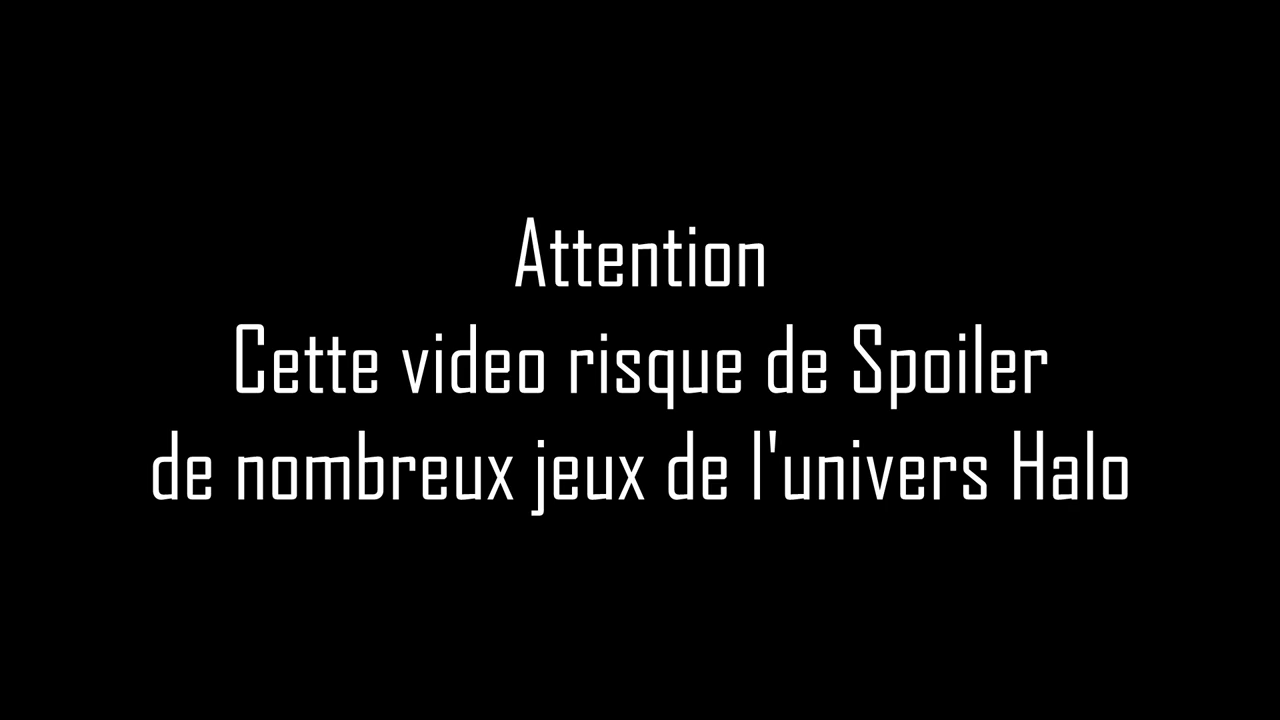 Attention
Cette video risque de Spoiler
de nombreux jeux de l'univers Halo